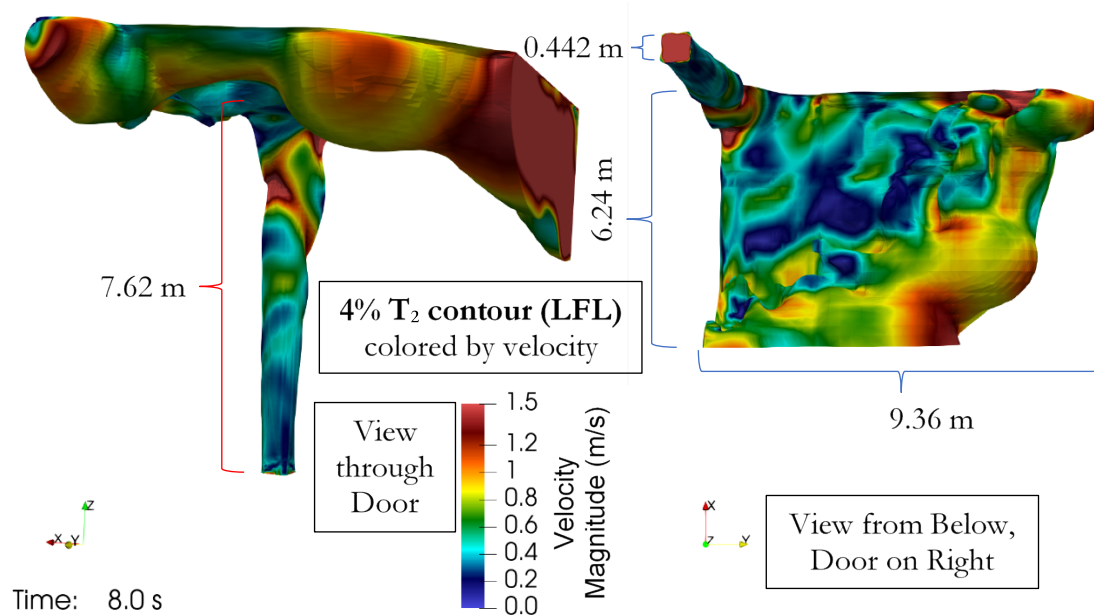 0.442 m
6.24 m
7.62 m
4% T₂ contour (LFL)
colored by velocity
9.36 m
View
through
Door
1.5
1.2
1
0.8
0.6
0.4
0.2
0.0
Velocity
Magnitude (m/s)
Z
X
Y
X
Z
Y
View from Below,
Door on Right
Time: 8.0 s